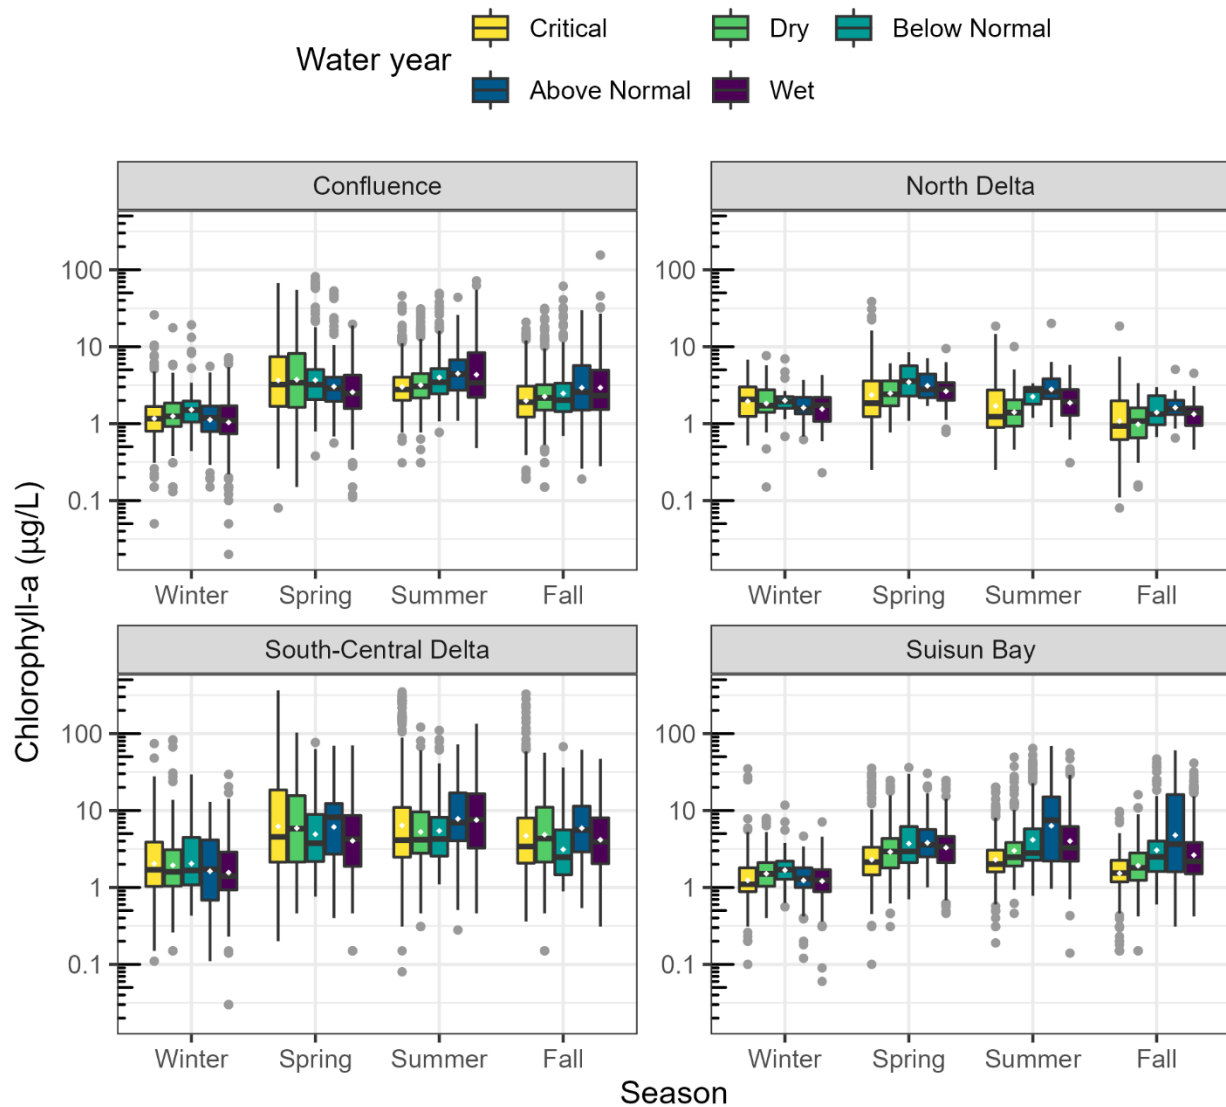 Water year
Critical Dry Below Normal
Above Normal Wet
Confluence North Delta
100 100
10 10
1 1
0.1 0.1
Winter Spring Summer Fall Winter Spring Summer Fall
South-Central Delta Suisun Bay
100 100
10 10
1 1
0.1 0.1
Winter Spring Summer Fall Winter Spring Summer Fall
Chlorophyll-a (µg/L)
Season